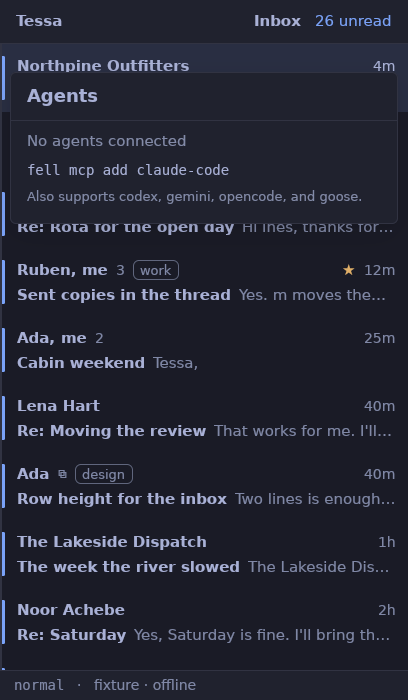 Tessa Inbox 26 unread
Northpine Outfitters 4m
Agents
No agents connected
fell mcp add claude-code
Also supports codex, gemini, opencode, and goose.
Re: Rota for the open day Hi Ines, thanks for…
Ruben, me 3 work ★ 12m
Sent copies in the thread Yes. m moves the…
Ada, me 2 25m
Cabin weekend Tessa,
Lena Hart 40m
Re: Moving the review That works for me. I'll…
Ada design 40m
Row height for the inbox Two lines is enough…
The Lakeside Dispatch 1h
The week the river slowed The Lakeside Dis…
Noor Achebe 2h
Re: Saturday Yes, Saturday is fine. I'll bring th…
normal · fixture · offline